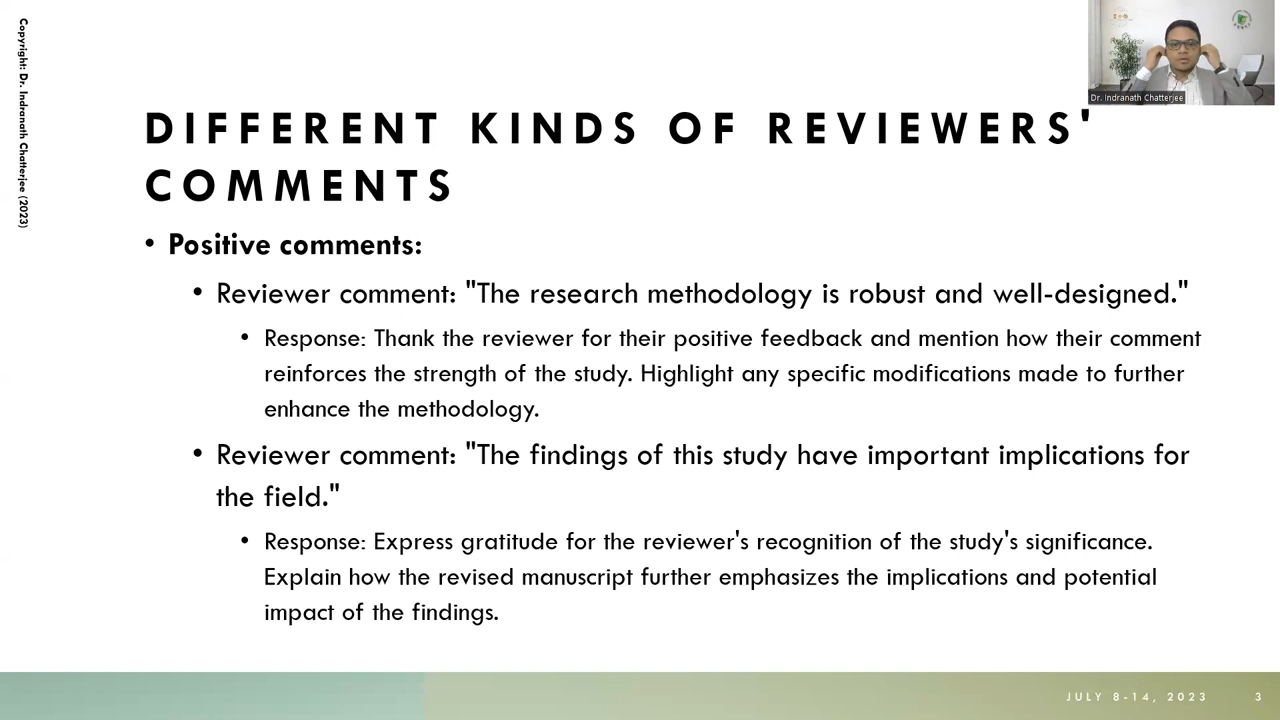 Copyright: Dr. Indranath Chatterjee (2023)
Dr. Indranath Chatterjee
DIFFERENT KINDS OF REVIEWERS'
COMMENTS
• Positive comments:
• Reviewer comment: "The research methodology is robust and well-designed."
• Response: Thank the reviewer for their positive feedback and mention how their comment
reinforces the strength of the study. Highlight any specific modifications made to further
enhance the methodology.
• Reviewer comment: "The findings of this study have important implications for
the field."
• Response: Express gratitude for the reviewer's recognition of the study's significance.
Explain how the revised manuscript further emphasizes the implications and potential
impact of the findings.
JULY 8-14, 2023 3